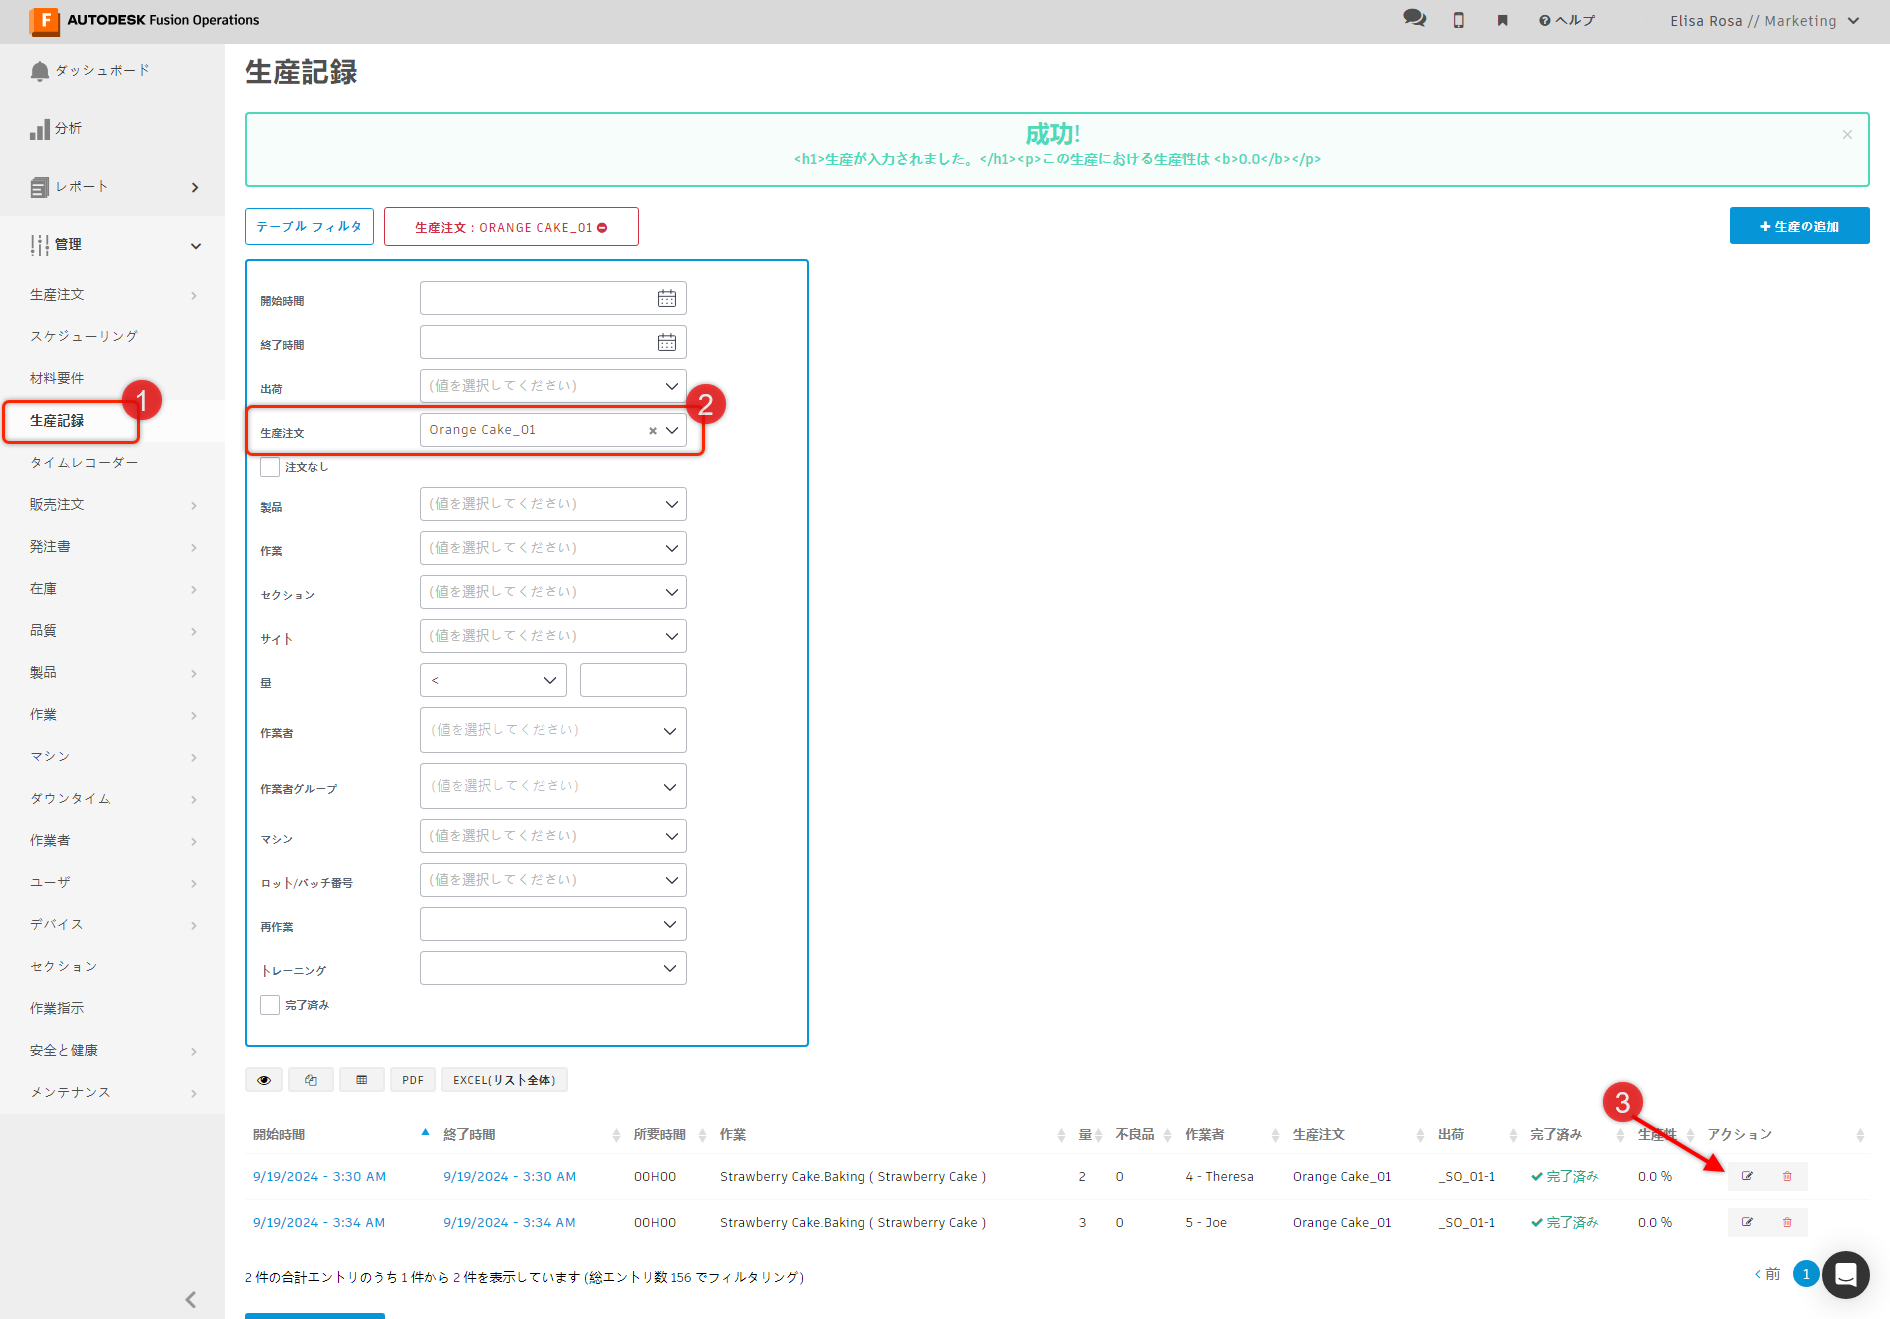 AUTODESK Fusion Operations
ヘルプ
Elisa Rosa // Marketing
ダッシュボード
分析
レポート
管理
生産注文
スケジューリング
材料要件
生産記録
1
タイムレコーダー
販売注文
発注書
在庫
品質
製品
作業
マシン
ダウンタイム
作業者
ユーザ
デバイス
セクション
作業指示
安全と健康
メンテナンス
生産記録
成功!
<h1>生産が入力されました。</h1><p>この生産における生産性は <b>0.0</b></p>
テーブル フィルタ
生産注文 : ORANGE CAKE_01
生産の追加
開始時間
終了時間
出荷 (値を選択してください)
2
生産注文 Orange Cake_01
注文なし
製品 (値を選択してください)
作業 (値を選択してください)
セクション (値を選択してください)
サイト (値を選択してください)
量 <
作業者 (値を選択してください)
作業者グループ (値を選択してください)
マシン (値を選択してください)
ロット/バッチ番号 (値を選択してください)
再作業
トレーニング
完了済み
PDF EXCEL(リスト全体)
3
開始時間 終了時間 所要時間 作業 量 不良品 作業者 生産注文 出荷 完了済み 生産性 アクション
9/19/2024 - 3:30 AM 9/19/2024 - 3:30 AM 00H00 Strawberry Cake.Baking ( Strawberry Cake ) 2 0 4 - Theresa Orange Cake_01 _SO_01-1 完了済み 0.0 %
9/19/2024 - 3:34 AM 9/19/2024 - 3:34 AM 00H00 Strawberry Cake.Baking ( Strawberry Cake ) 3 0 5 - Joe Orange Cake_01 _SO_01-1 完了済み 0.0 %
2 件の合計エントリのうち 1 件から 2 件を表示しています (総エントリ数 156 でフィルタリング)
前 1